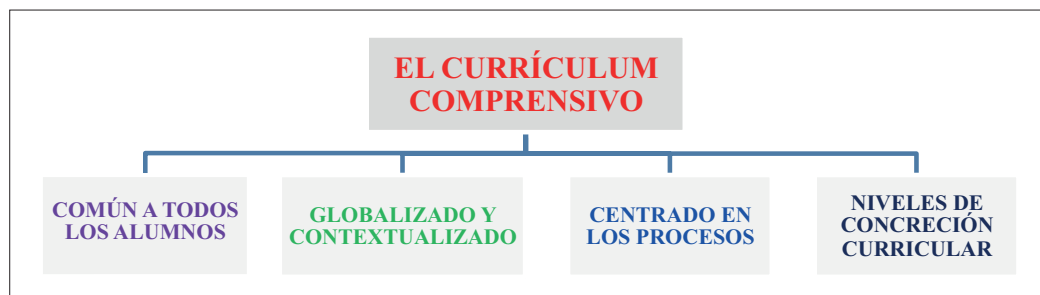 EL CURRÍCULUM
COMPRENSIVO
COMÚN A TODOS
LOS ALUMNOS
GLOBALIZADO Y
CONTEXTUALIZADO
CENTRADO EN
LOS PROCESOS
NIVELES DE
CONCRECIÓN
CURRICULAR